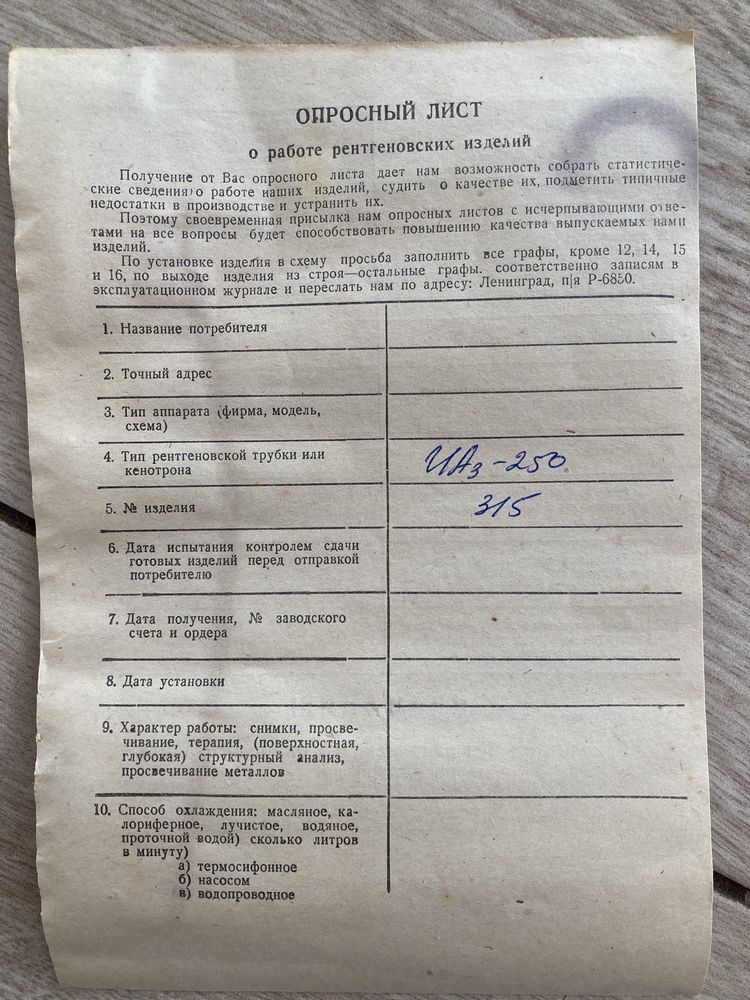 ОПРОСНЫЙ ЛИСТ
о работе рентгеновских изделий
Получение от Вас опросного листа дает нам возможность собрать статистиче-
ские сведения о работе наших изделий, судить о качестве их, подметить типичные
недостатки в производстве и устранить их.
Поэтому своевременная присылка нам опросных листов с исчерпывающими отве-
тами на все вопросы будет способствовать повышению качества выпускаемых нами
изделий.
По установке изделия в схему просьба заполнить все графы, кроме 12, 14, 15
и 16, по выходе изделия из строя—остальные графы. соответственно записям в
эксплуатационном журнале и переслать нам по адресу: Ленинград, п|я Р-6850.
1. Название потребителя
2. Точный адрес
3. Тип аппарата (фирма, модель,
схема)
4. Тип рентгеновской трубки или
кенотрона
ИАз-250
5. № изделия
315
6. Дата испытания контролем сдачи
готовых изделий перед отправкой
потребителю
7. Дата получения, № заводского
счета и ордера
8. Дата установки
9. Характер работы: снимки, просве-
чивание, терапия, (поверхностная,
глубокая) структурный анализ,
просвечивание металлов
10. Способ охлаждения: масляное, ка-
лориферное, лучистое, водяное,
проточной водой) сколько литров
в минуту)
а) термосифонное
б) насосом
в) водопроводное